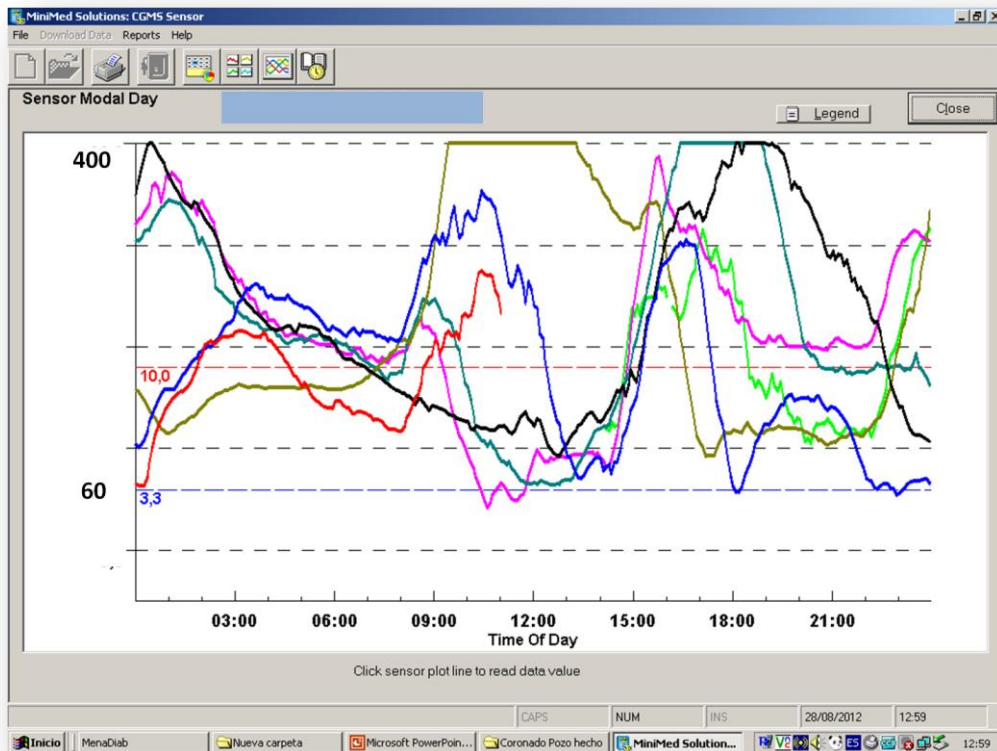 MiniMed Solutions: CGMS Sensor
File Download Data Reports Help
Sensor Modal Day
Legend
Close
400
10,0
60
3,3
03:00 06:00 09:00 12:00 15:00 18:00 21:00
Time Of Day
Click sensor plot line to read data value
CAPS NUM INS 28/08/2012 12:59
Inicio MenaDiab Nueva carpeta Microsoft PowerPoin... Coronado Pozo hecho MiniMed Solution... ES 12:59